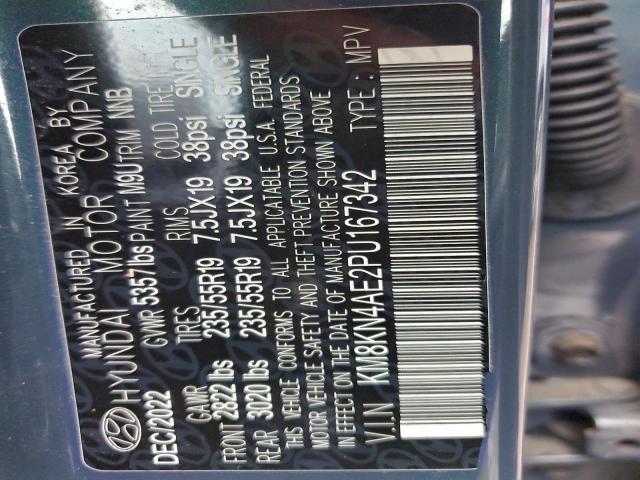 MANUFACTURED IN KOREA BY
HYUNDAI MOTOR COMPANY
DEC/2022 GVWR 5357lbs PAINT M9U TRIM NNB
GAWR TIRES RIMS COLD TIRE
FRONT 2822 lbs 235/55R19 7.5JX19 38psi SINGLE
REAR 3020 lbs 235/55R19 7.5JX19 38psi SINGLE
THIS VEHICLE CONFORMS TO ALL APPLICATABLE U.S.A. FEDERAL
MOTOR VEHICLE SAFETY AND THEFT PREVENTION STANDARDS
IN EFFECT ON THE DATE OF MANUFACTURE SHOWN ABOVE
V.I.N KM8KN4AE2PU167342 TYPE : MPV